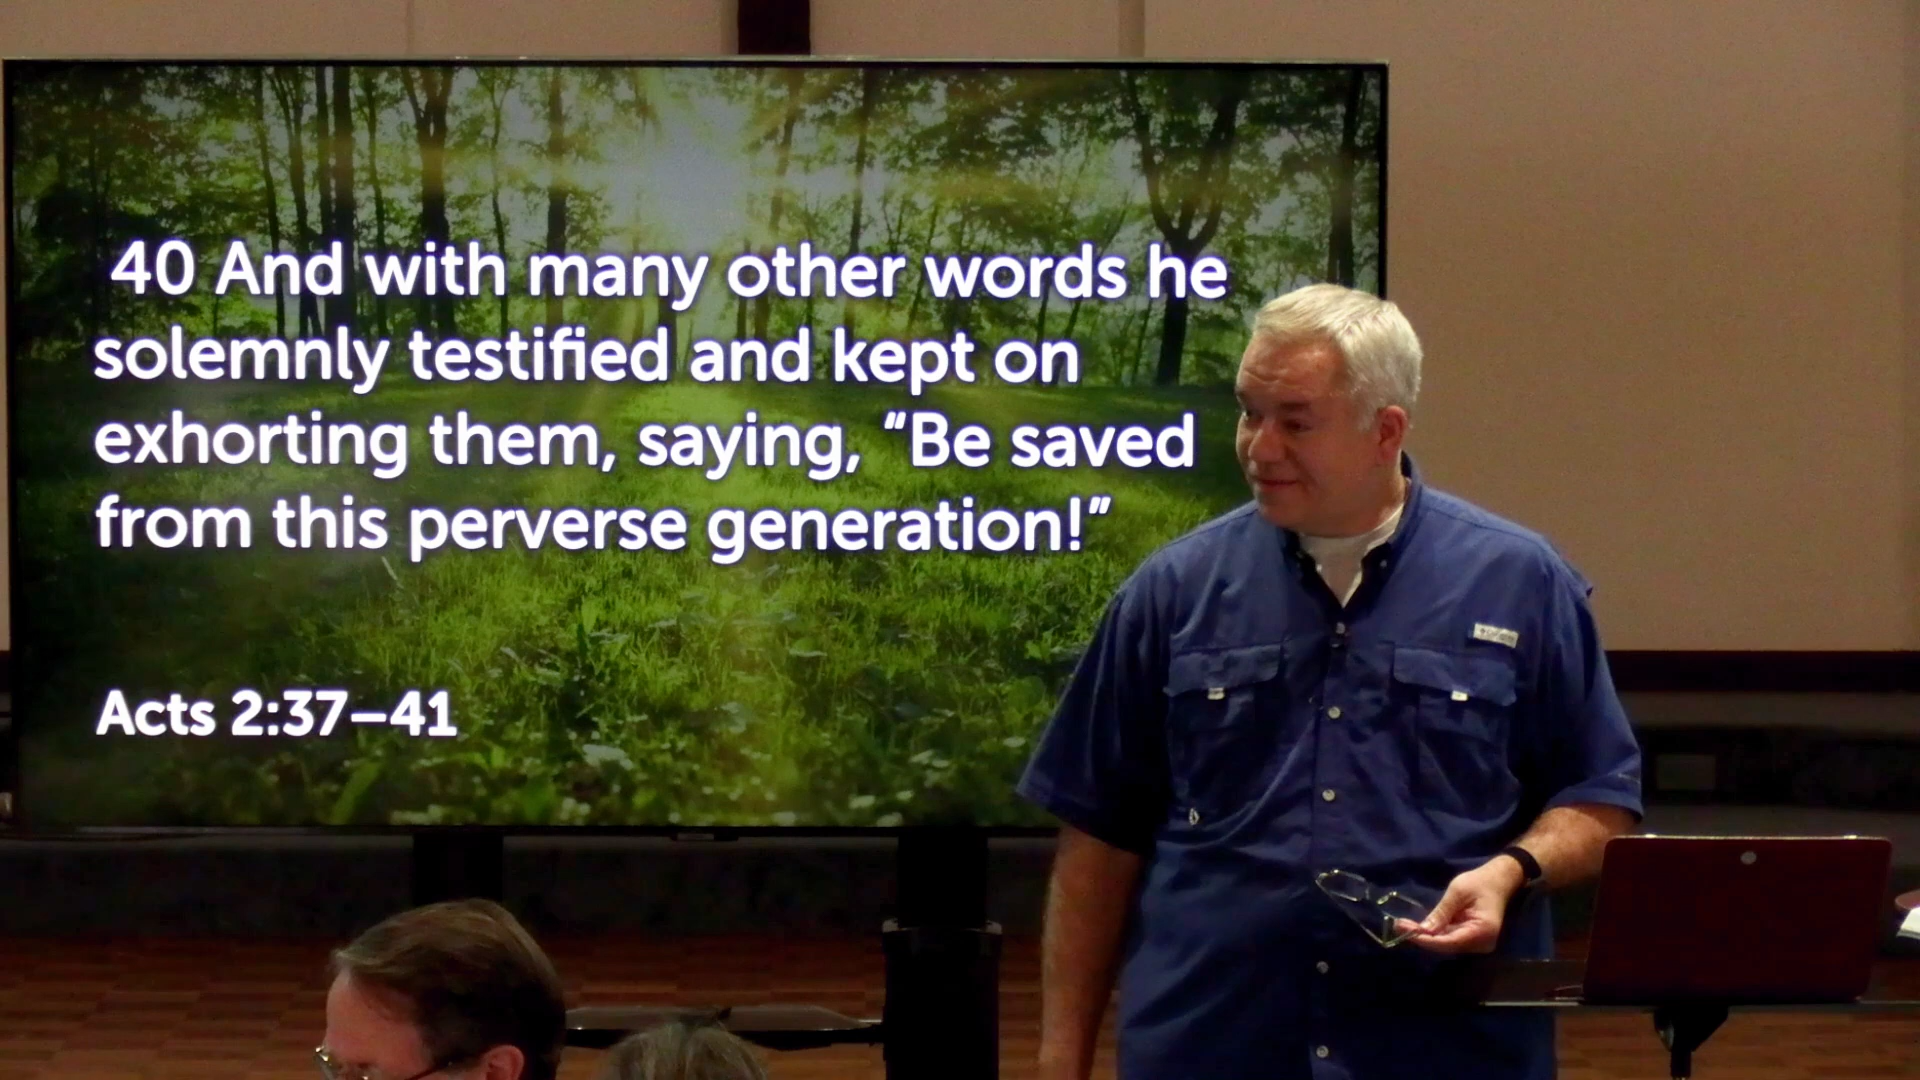 40 And with many other words he
solemnly testified and kept on
exhorting them, saying, “Be saved
from this perverse generation!”
Acts 2:37–41